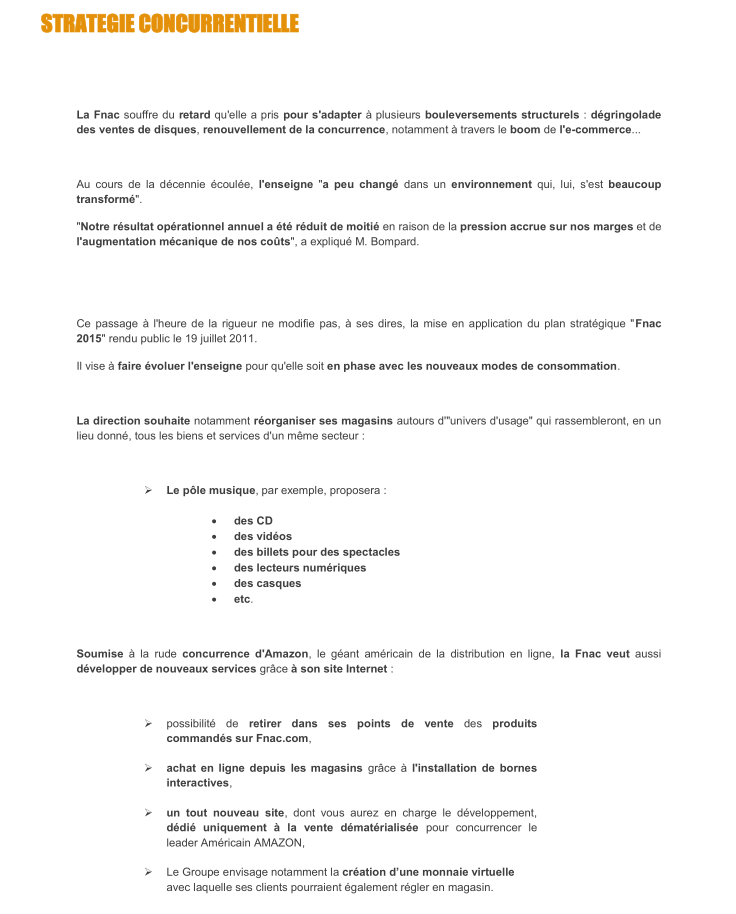 STRATEGIE CONCURRENTIELLE
La Fnac souffre du retard qu'elle a pris pour s'adapter à plusieurs bouleversements structurels : dégringolade
des ventes de disques, renouvellement de la concurrence, notamment à travers le boom de l'e-commerce...
Au cours de la décennie écoulée, l'enseigne "a peu changé dans un environnement qui, lui, s'est beaucoup
transformé".
"Notre résultat opérationnel annuel a été réduit de moitié en raison de la pression accrue sur nos marges et de
l'augmentation mécanique de nos coûts", a expliqué M. Bompard.
Ce passage à l'heure de la rigueur ne modifie pas, à ses dires, la mise en application du plan stratégique "Fnac
2015" rendu public le 19 juillet 2011.
Il vise à faire évoluer l'enseigne pour qu'elle soit en phase avec les nouveaux modes de consommation.
La direction souhaite notamment réorganiser ses magasins autours d'"univers d'usage" qui rassembleront, en un
lieu donné, tous les biens et services d'un même secteur :
➢ Le pôle musique, par exemple, proposera :
• des CD
• des vidéos
• des billets pour des spectacles
• des lecteurs numériques
• des casques
• etc.
Soumise à la rude concurrence d'Amazon, le géant américain de la distribution en ligne, la Fnac veut aussi
développer de nouveaux services grâce à son site Internet :
➢ possibilité de retirer dans ses points de vente des produits
commandés sur Fnac.com,
➢ achat en ligne depuis les magasins grâce à l'installation de bornes
interactives,
➢ un tout nouveau site, dont vous aurez en charge le développement,
dédié uniquement à la vente dématérialisée pour concurrencer le
leader Américain AMAZON,
➢ Le Groupe envisage notamment la création d'une monnaie virtuelle
avec laquelle ses clients pourraient également régler en magasin.